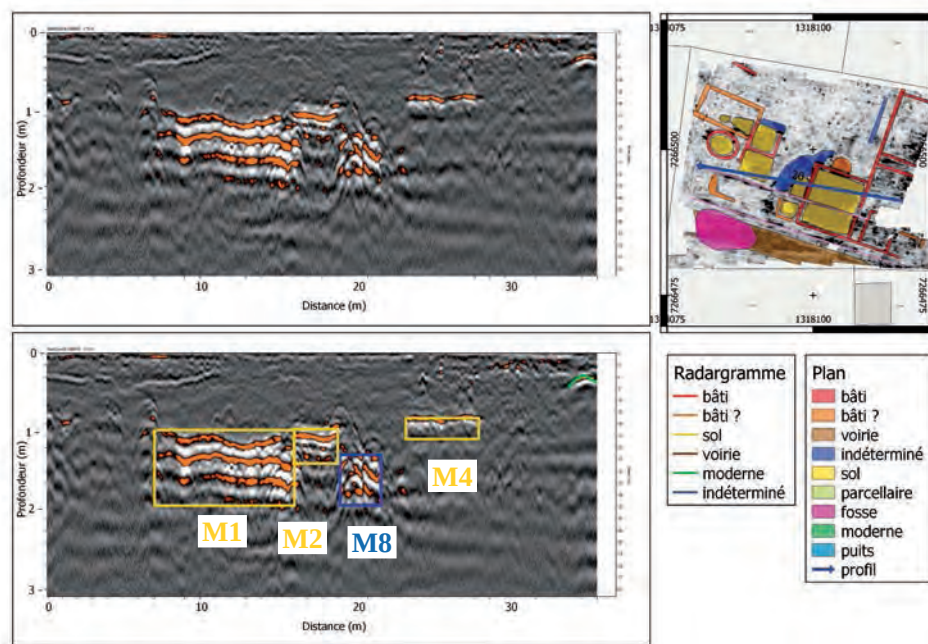 0
1
2
3
Profondeur (m)
10
20
30
Distance (m)
1318075
1318100
7266500
7266500
7266475
7266475
1318075
1318100
0
1
2
3
Profondeur (m)
M1
M2
M8
M4
10
20
30
Distance (m)
Radargramme
bâti
bâti ?
sol
voirie
moderne
indéterminé
Plan
bâti
bâti ?
voirie
indéterminé
sol
parcellaire
fosse
moderne
puits
profil